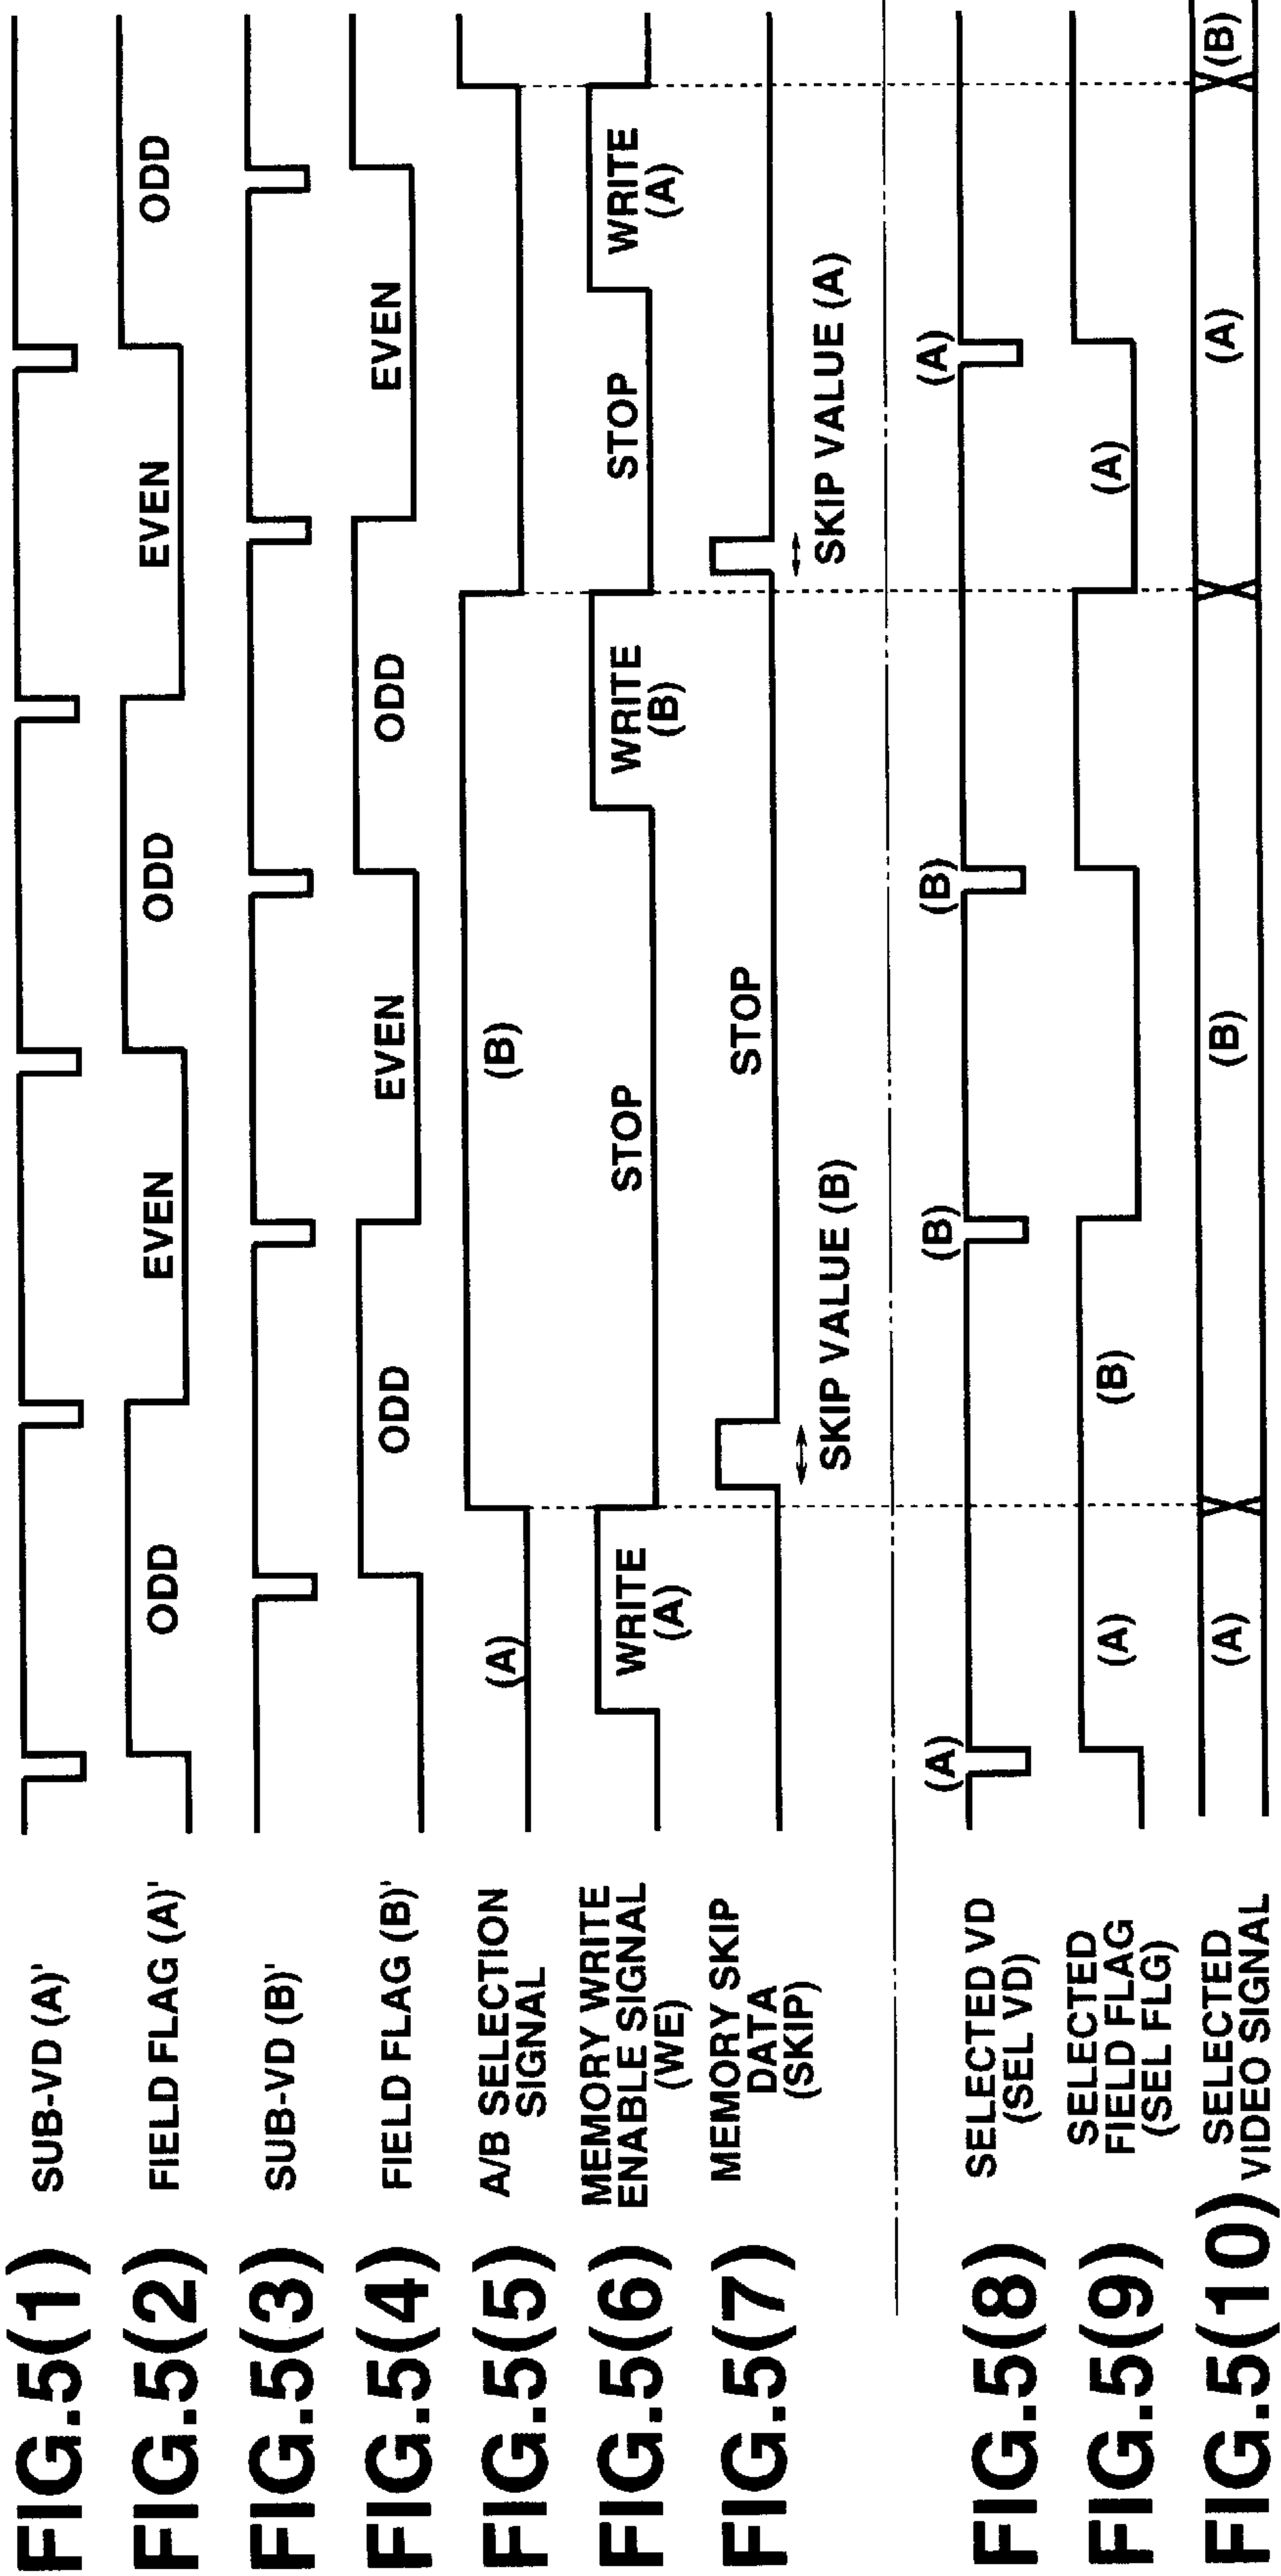 FIG.5(1) SUB-VD (A)'
FIG.5(2) FIELD FLAG (A)'
ODD
EVEN
ODD
EVEN
ODD
FIG.5(3) SUB-VD (B)'
FIG.5(4) FIELD FLAG (B)'
ODD
EVEN
ODD
EVEN
FIG.5(5) A/B SELECTION
SIGNAL
(A)
(B)
FIG.5(6) MEMORY WRITE
ENABLE SIGNAL
(WE)
WRITE
(A)
STOP
WRITE
(B)
STOP
WRITE
(A)
FIG.5(7) MEMORY SKIP
DATA
(SKIP)
SKIP VALUE (B)
STOP
SKIP VALUE (A)
FIG.5(8) SELECTED VD
(SEL VD)
(A)
(B)
(B)
(A)
FIG.5(9) SELECTED
FIELD FLAG
(SEL FLG)
(A)
(B)
(A)
FIG.5(10) SELECTED
VIDEO SIGNAL
(A)
(B)
(A)
(B)